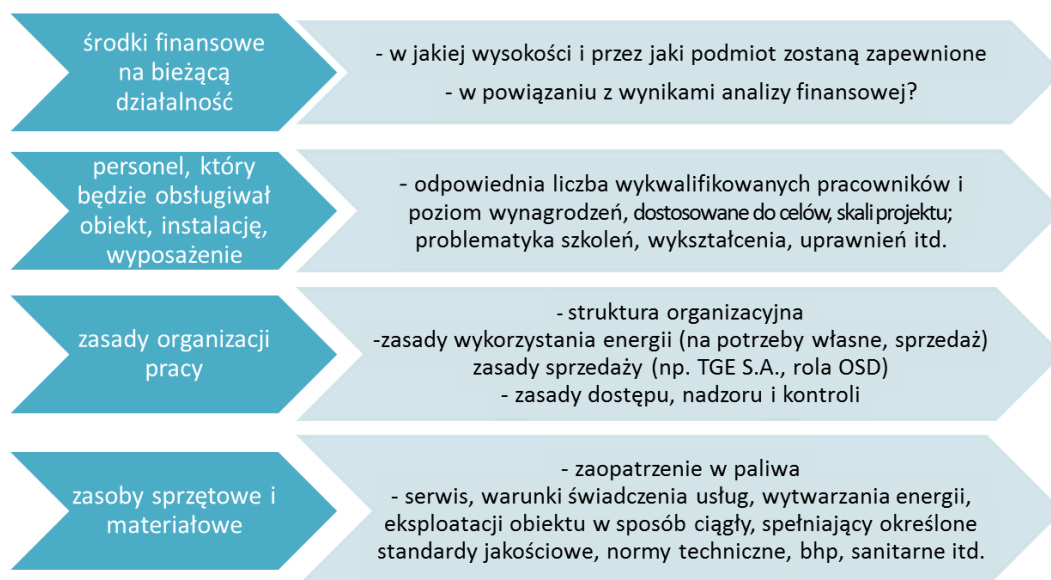 środki finansowe
na bieżącą
działalność
- w jakiej wysokości i przez jaki podmiot zostaną zapewnione
- w powiązaniu z wynikami analizy finansowej?
personel, który
będzie obsługiwał
obiekt, instalację,
wyposażenie
- odpowiednia liczba wykwalifikowanych pracowników i
poziom wynagrodzeń, dostosowane do celów, skali projektu;
problematyka szkoleń, wykształcenia, uprawnień itd.
zasady organizacji
pracy
- struktura organizacyjna
-zasady wykorzystania energii (na potrzeby własne, sprzedaż)
zasady sprzedaży (np. TGE S.A., rola OSD)
- zasady dostępu, nadzoru i kontroli
zasoby sprzętowe i
materiałowe
- zaopatrzenie w paliwa
- serwis, warunki świadczenia usług, wytwarzania energii,
eksploatacji obiektu w sposób ciągły, spełniający określone
standardy jakościowe, normy techniczne, bhp, sanitarne itd.